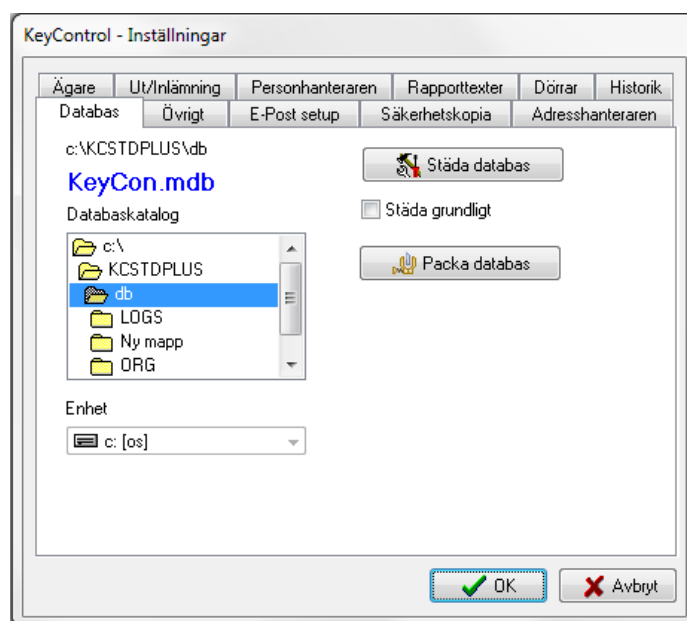 KeyControl - Inställningar
Ägare Ut/Inlämning Personhanteraren Rapporttexter Dörrar Historik
Databas Övrigt E-Post setup Säkerhetskopia Adresshanteraren
c:\KCSTDPLUS\db
KeyCon.mdb
Databaskatalog
c:\
KCSTDPLUS
db
LOGS
Ny mapp
ORG
Enhet
c: [os]
Städa databas
Städa grundligt
Packa databas
OK Avbryt